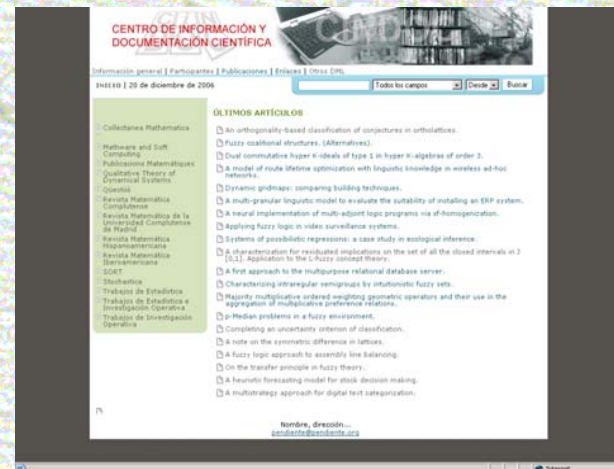 CENTRO DE INFORMACIÓN Y
DOCUMENTACIÓN CIENTÍFICA
CINDOC
Información general | Participantes | Publicaciones | Enlaces | Otros DML
INICIO | 20 de diciembre de 2006
Todos los campos
Desde
Buscar
Collectanea Mathematica
Mathware and Soft
Computing
Publicacions Matemàtiques
Qualitative Theory of
Dynamical Systems
Qüestiió
Revista Matemática
Complutense
Revista Matemática de la
Universidad Complutense
de Madrid
Revista Matemática
Hispanoamericana
Revista Matemática
Iberoamericana
SORT
Stochastica
Trabajos de Estadística
Trabajos de Estadística e
Investigación Operativa
Trabajos de Investigación
Operativa
ÚLTIMOS ARTÍCULOS
An orthogonality-based classification of conjectures in ortholattices.
Fuzzy coalitional structures. (Alternatives).
Dual commutative hyper K-ideals of type 1 in hyper K-algebras of order 3.
A model of route lifetime optimization with linguistic knowledge in wireless ad-hoc
networks.
Dynamic gridmaps: comparing building techniques.
A multi-granular linguistic model to evaluate the suitability of installing an ERP system.
A neural implementation of multi-adjoint logic programs via sf-homogenization.
Applying fuzzy logic in video surveillance systems.
Systems of possibilistic regressions: a case study in ecological inference.
A characterization for residuated implications on the set of all the closed intervals in J
[0,1]. Application to the L-fuzzy concept theory.
A first approach to the multipurpose relational database server.
Characterizing intraregular semigroups by intuitionistic fuzzy sets.
Majority multiplicative ordered weighting geometric operators and their use in the
aggregation of multiplicative preference relations.
p-Median problems in a fuzzy environment.
Completing an uncertainty criterion of classification.
A note on the symmetric difference in lattices.
A fuzzy logic approach to assembly line balancing.
On the transfer principle in fuzzy theory.
A heuristic forecasting model for stock decision making.
A multistrategy approach for digital text categorization.
Nombre, dirección...
pendiente@pendiente.org
Internet